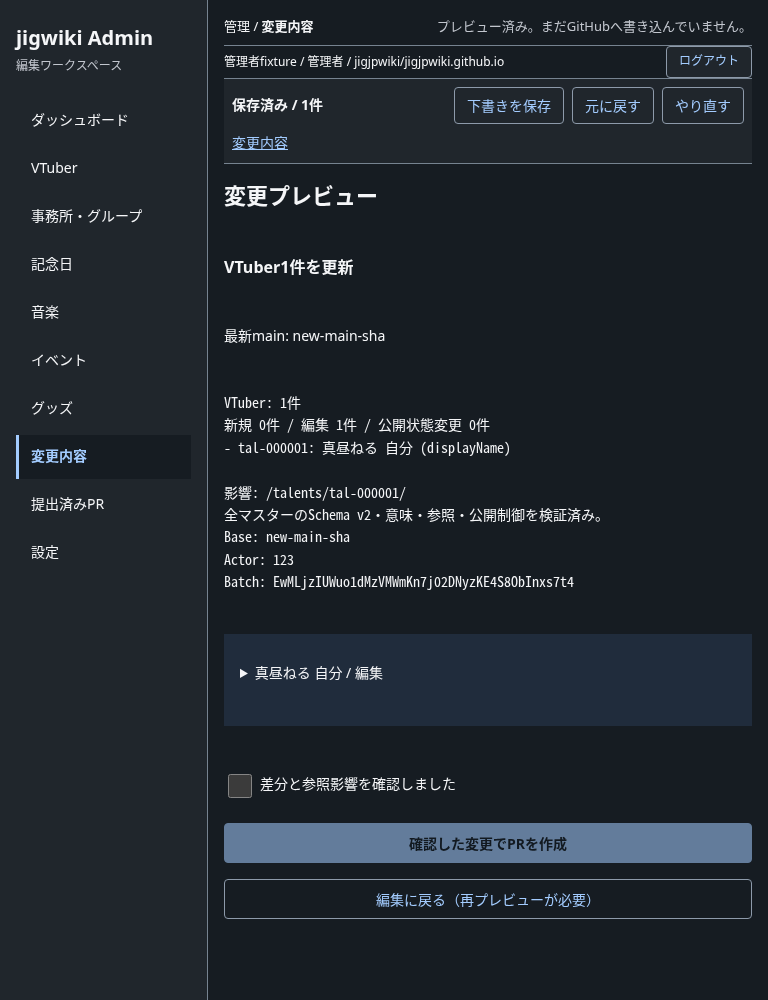 jigwiki Admin
編集ワークスペース
ダッシュボード
VTuber
事務所・グループ
記念日
音楽
イベント
グッズ
変更内容
提出済みPR
設定
管理 / 変更内容
プレビュー済み。まだGitHubへ書き込んでいません。
管理者fixture / 管理者 / jigjpwiki/jigjpwiki.github.io
ログアウト
保存済み / 1件
下書きを保存
元に戻す
やり直す
変更内容
変更プレビュー
VTuber1件を更新
最新main: new-main-sha
VTuber: 1件
新規 0件 / 編集 1件 / 公開状態変更 0件
- tal-000001: 真昼ねる 自分 (displayName)
影響: /talents/tal-000001/
全マスターのSchema v2・意味・参照・公開制御を検証済み。
Base: new-main-sha
Actor: 123
Batch: EwMLjzIUWuo1dMzVMWmKn7jO2DNyzKE4S8ObInxs7t4
▶ 真昼ねる 自分 / 編集
差分と参照影響を確認しました
確認した変更でPRを作成
編集に戻る（再プレビューが必要）